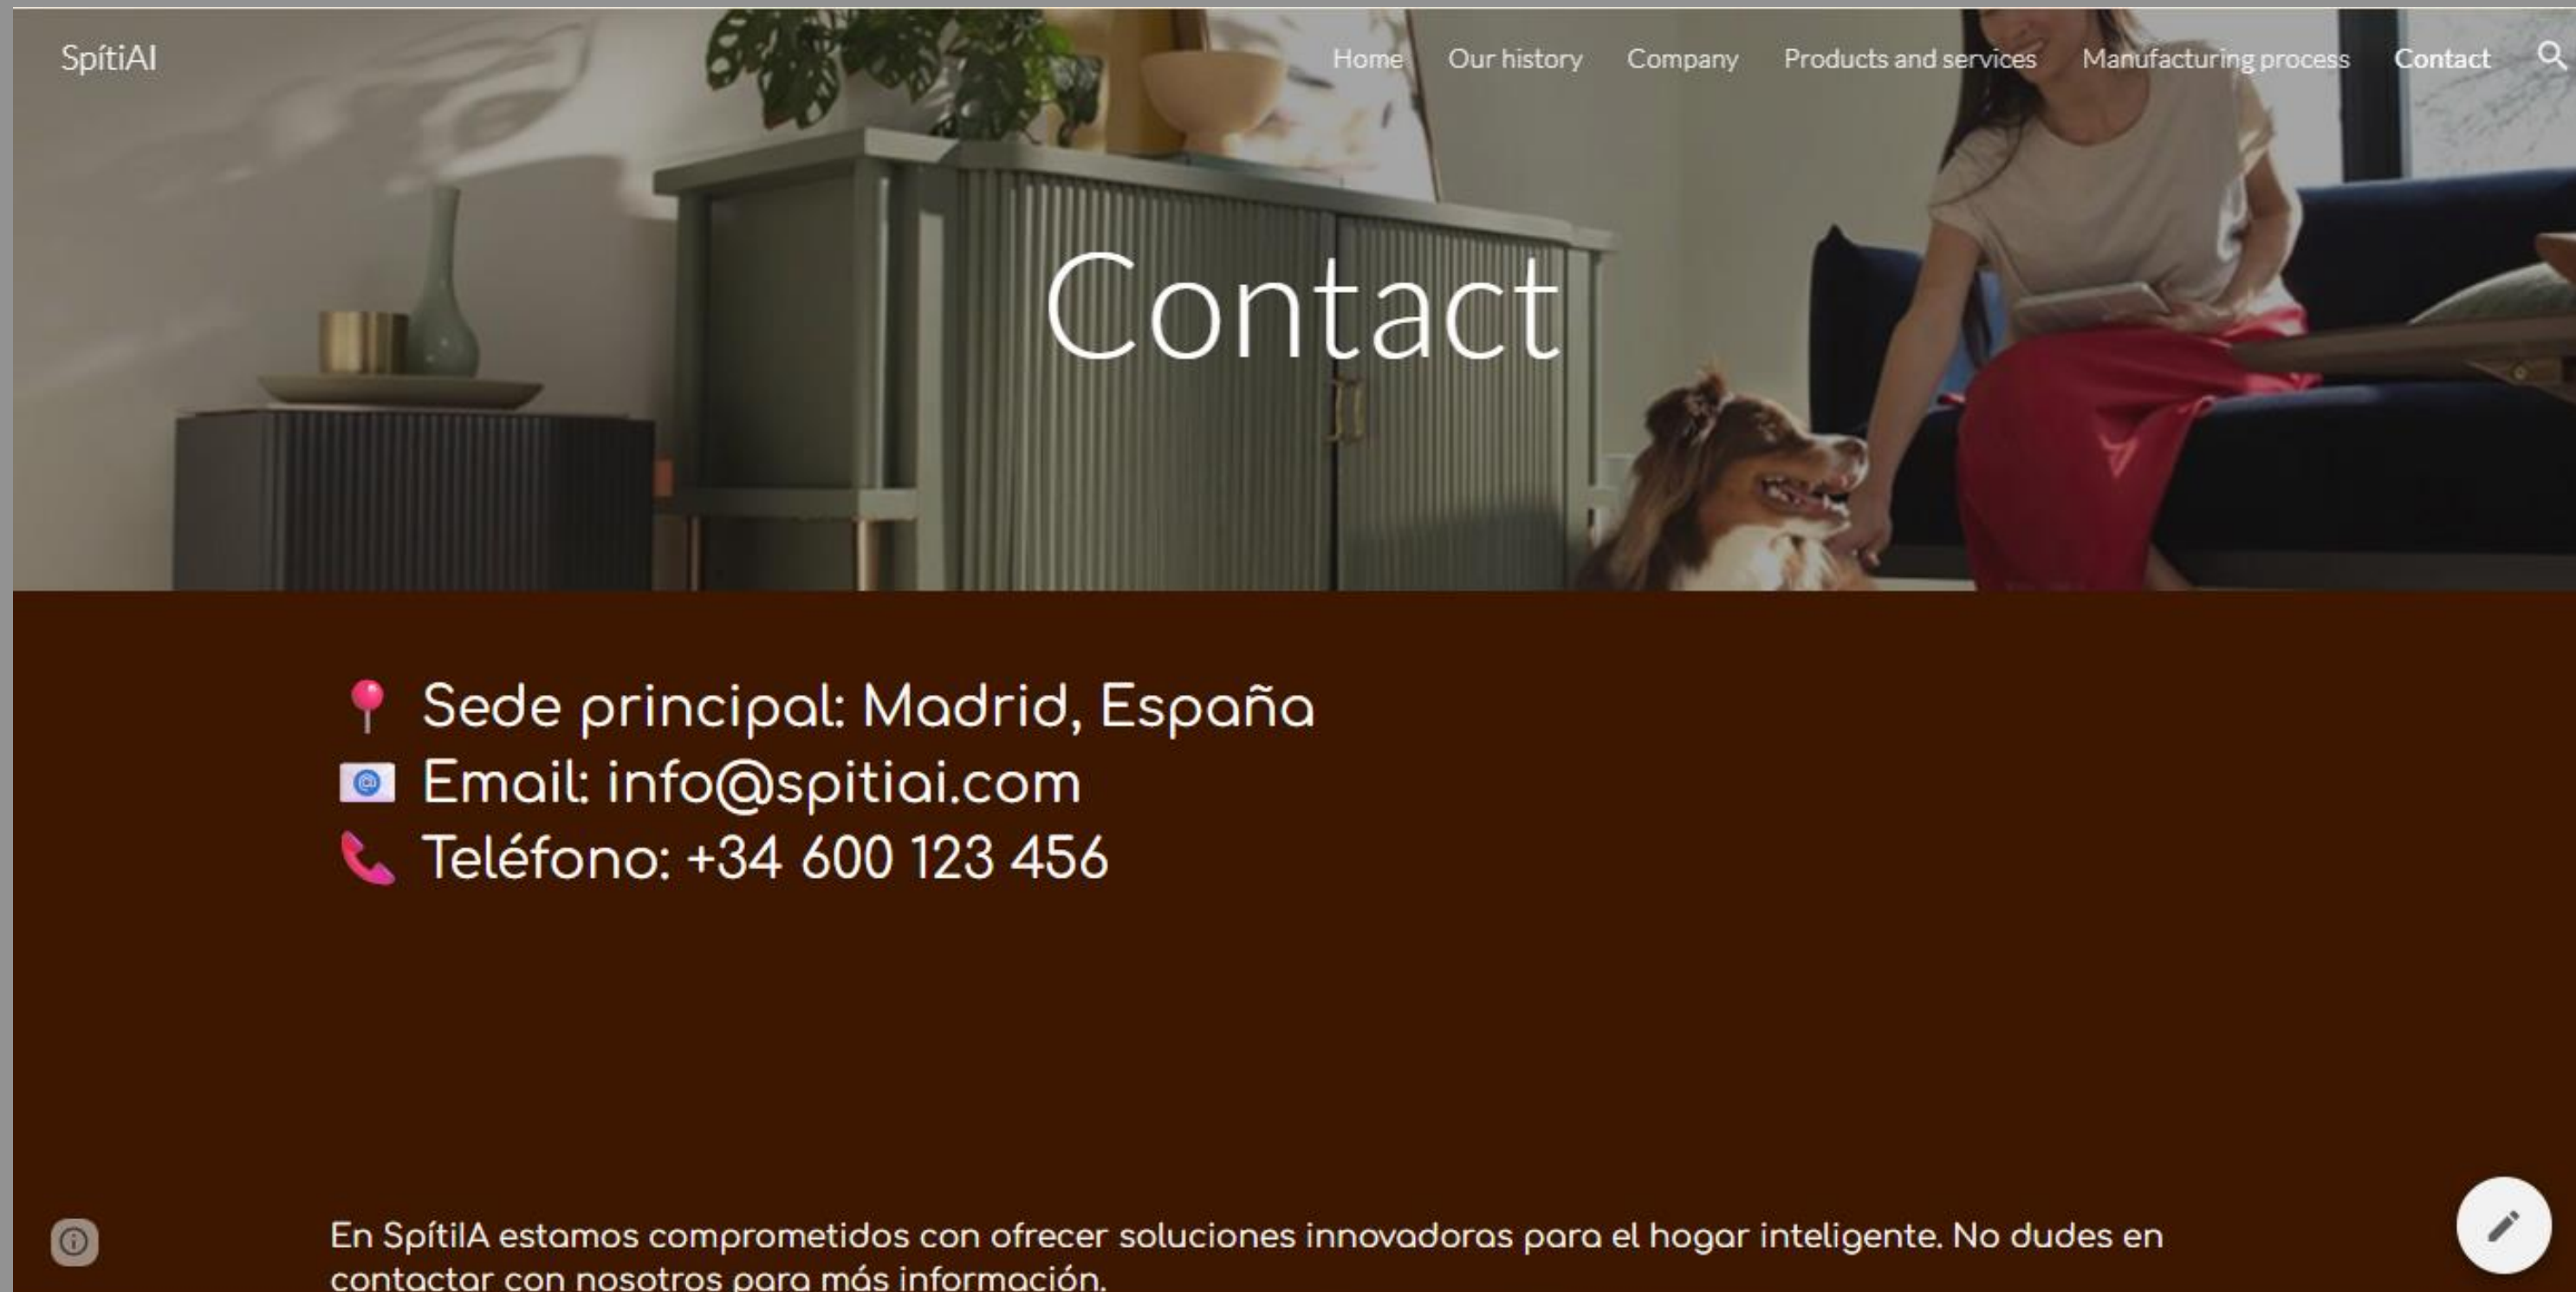 SpítiAI
Home Our history Company Products and services Manufacturing process Contact
Contact
Sede principal: Madrid, España
Email: info@spitiai.com
Teléfono: +34 600 123 456
En SpítiIA estamos comprometidos con ofrecer soluciones innovadoras para el hogar inteligente. No dudes en
contactar con nosotros para más información.